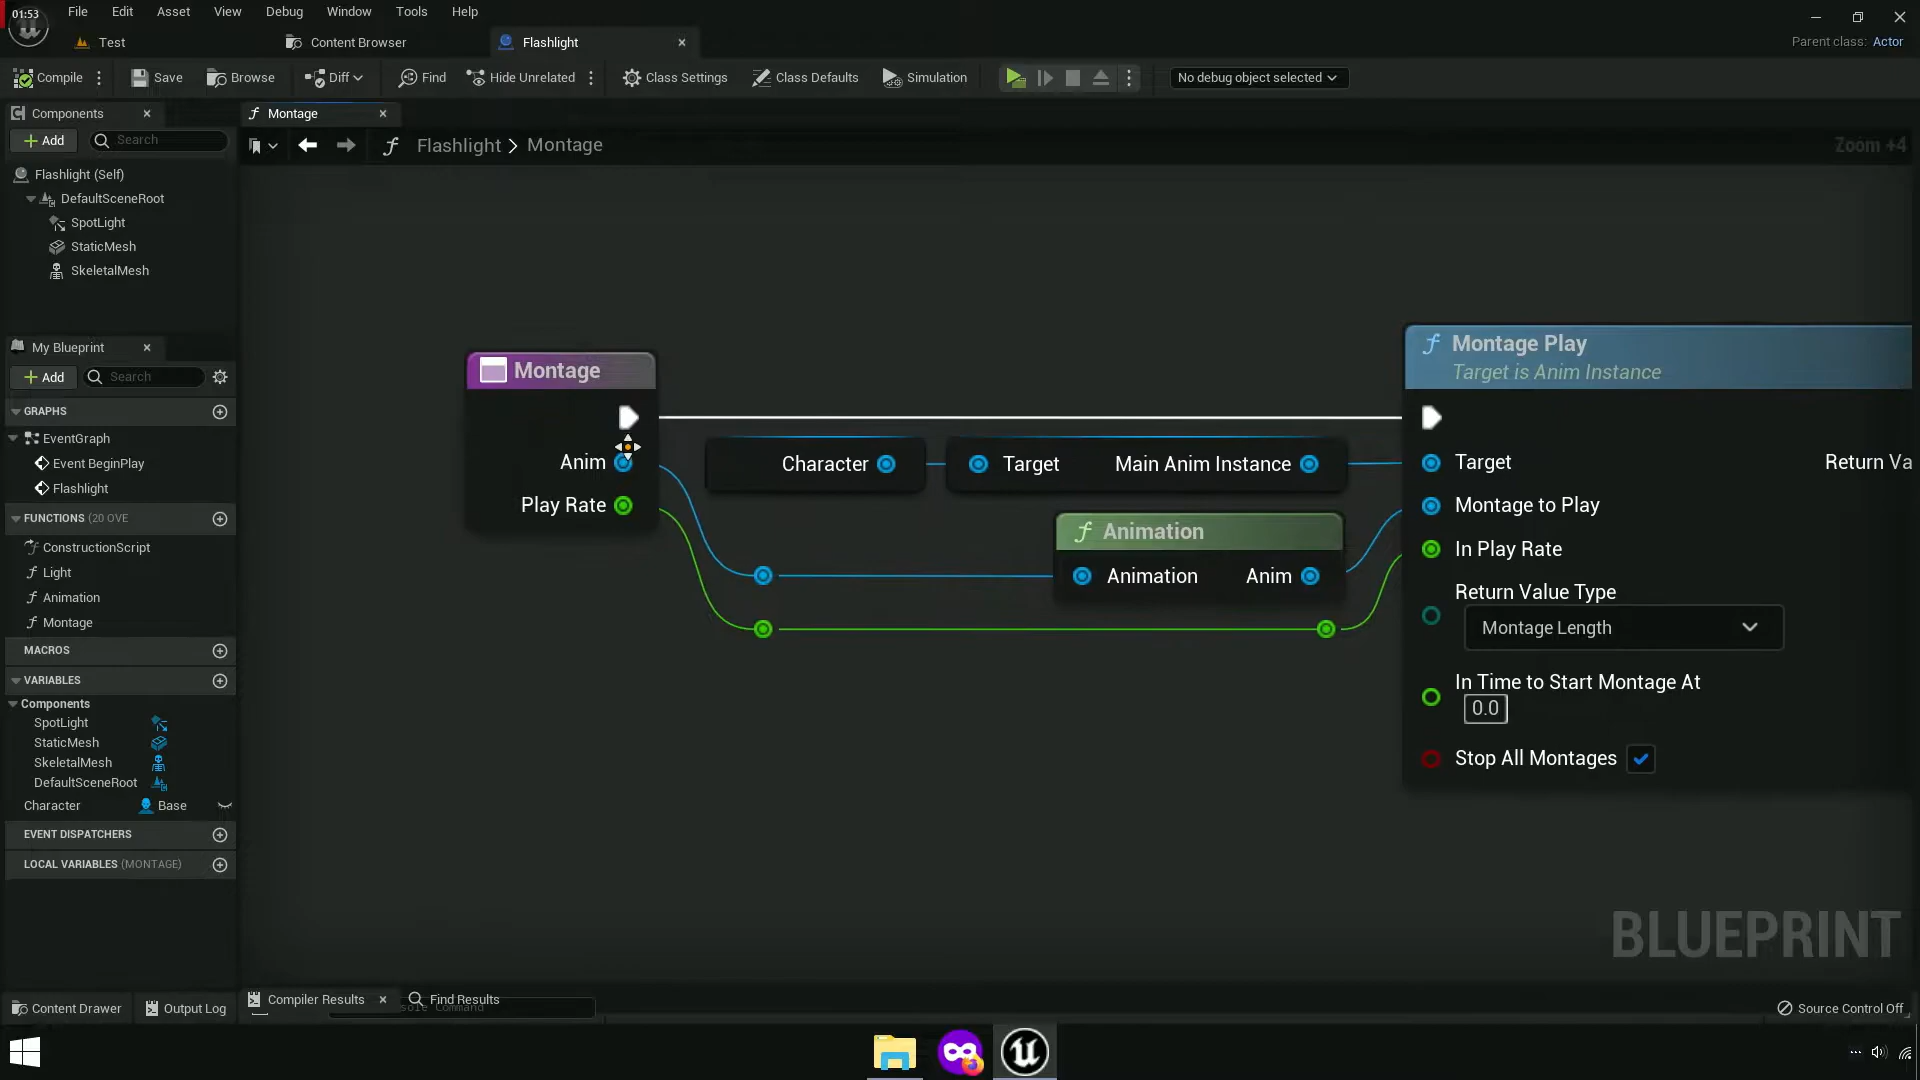 01:53
File Edit Asset View Debug Window Tools Help
Test
Content Browser
Flashlight
Parent class: Actor
Compile
Save
Browse
Diff
Find
Hide Unrelated
Class Settings
Class Defaults
Simulation
No debug object selected
Components
Montage
Add
Search
Flashlight > Montage
Zoom +4
Flashlight (Self)
DefaultSceneRoot
SpotLight
StaticMesh
SkeletalMesh
My Blueprint
Add
Search
GRAPHS
EventGraph
Event BeginPlay
Flashlight
FUNCTIONS (20 OVE
ConstructionScript
Light
Animation
Montage
MACROS
VARIABLES
Components
SpotLight
StaticMesh
SkeletalMesh
DefaultSceneRoot
Character Base
EVENT DISPATCHERS
LOCAL VARIABLES (MONTAGE)
Montage
Anim
Play Rate
Character
Target Main Anim Instance
Animation
Animation Anim
Montage Play
Target is Anim Instance
Target
Return Va
Montage to Play
In Play Rate
Return Value Type
Montage Length
In Time to Start Montage At
0.0
Stop All Montages
BLUEPRINT
Content Drawer
Output Log
Compiler Results
Find Results
Source Control Off